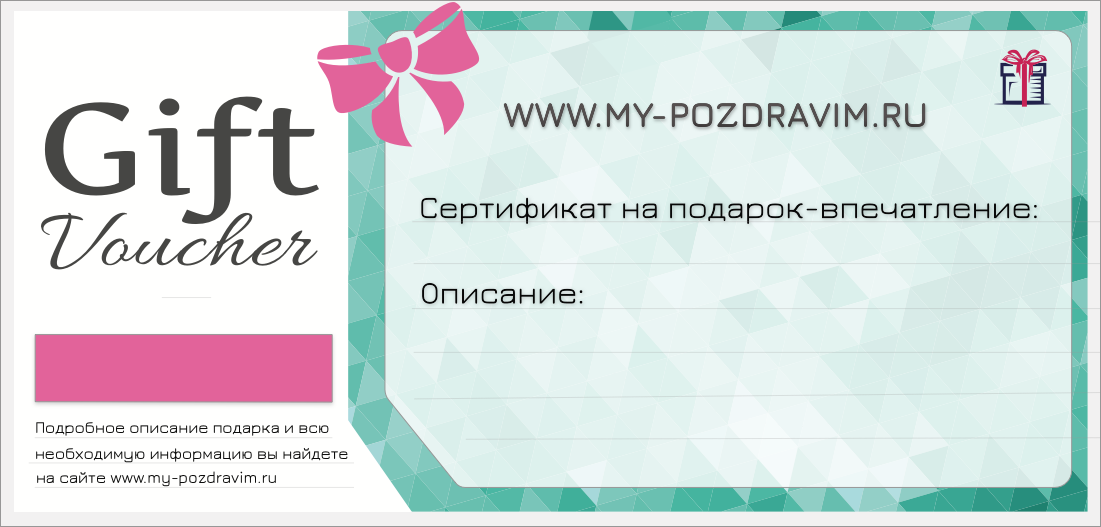 Gift
Voucher
Подробное описание подарка и всю
необходимую информацию вы найдете
на сайте www.my-pozdravim.ru
WWW.MY-POZDRAVIM.RU
Сертификат на подарок-впечатление:
Описание: